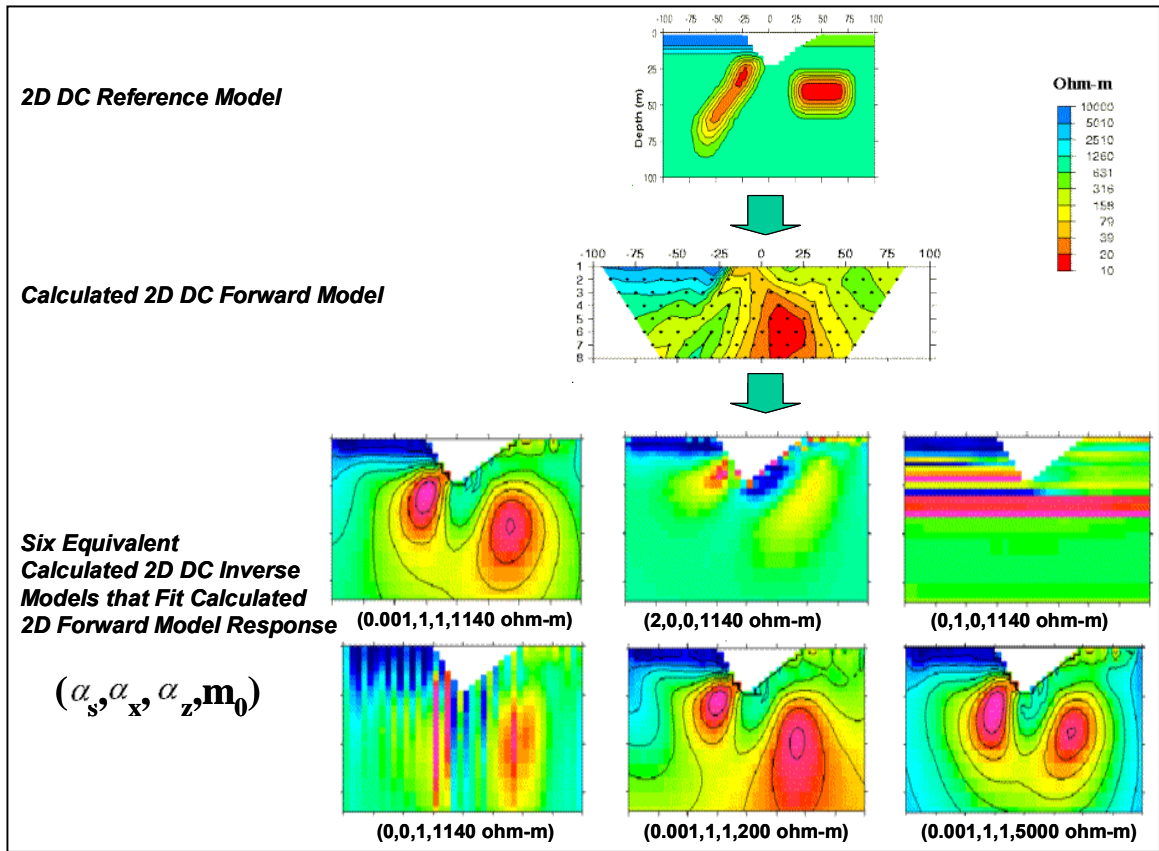 -100 -75 -50 -25 0 25 50 75 100
0
25
50
75
100
Depth (m)
2D DC Reference Model
Ohm-m
10000
5010
2510
1260
631
316
158
79
39
20
10
-100 -75 -50 -25 0 25 50 75 100
1
2
3
4
5
6
7
8
Calculated 2D DC Forward Model
Six Equivalent
Calculated 2D DC Inverse
Models that Fit Calculated
2D Forward Model Response
(αs,αx, αz,m0)
(0.001,1,1,1140 ohm-m)
(2,0,0,1140 ohm-m)
(0,1,0,1140 ohm-m)
(0,0,1,1140 ohm-m)
(0.001,1,1,200 ohm-m)
(0.001,1,1,5000 ohm-m)